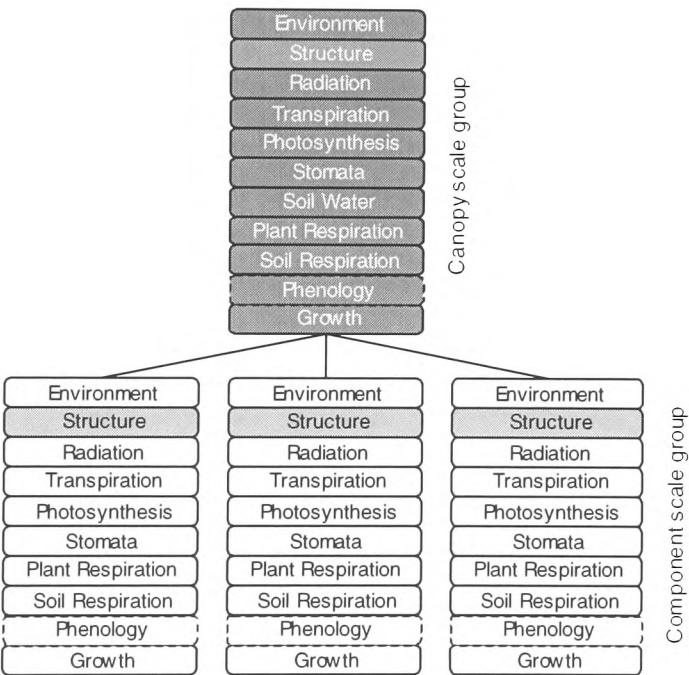 Environment
Structure
Radiation
Transpiration
Photosynthesis
Stomata
Soil Water
Plant Respiration
Soil Respiration
Phenology
Growth
Canopy scale group
Environment
Structure
Radiation
Transpiration
Photosynthesis
Stomata
Plant Respiration
Soil Respiration
Phenology
Growth
Environment
Structure
Radiation
Transpiration
Photosynthesis
Stomata
Plant Respiration
Soil Respiration
Phenology
Growth
Environment
Structure
Radiation
Transpiration
Photosynthesis
Stomata
Plant Respiration
Soil Respiration
Phenology
Growth
Component scale group